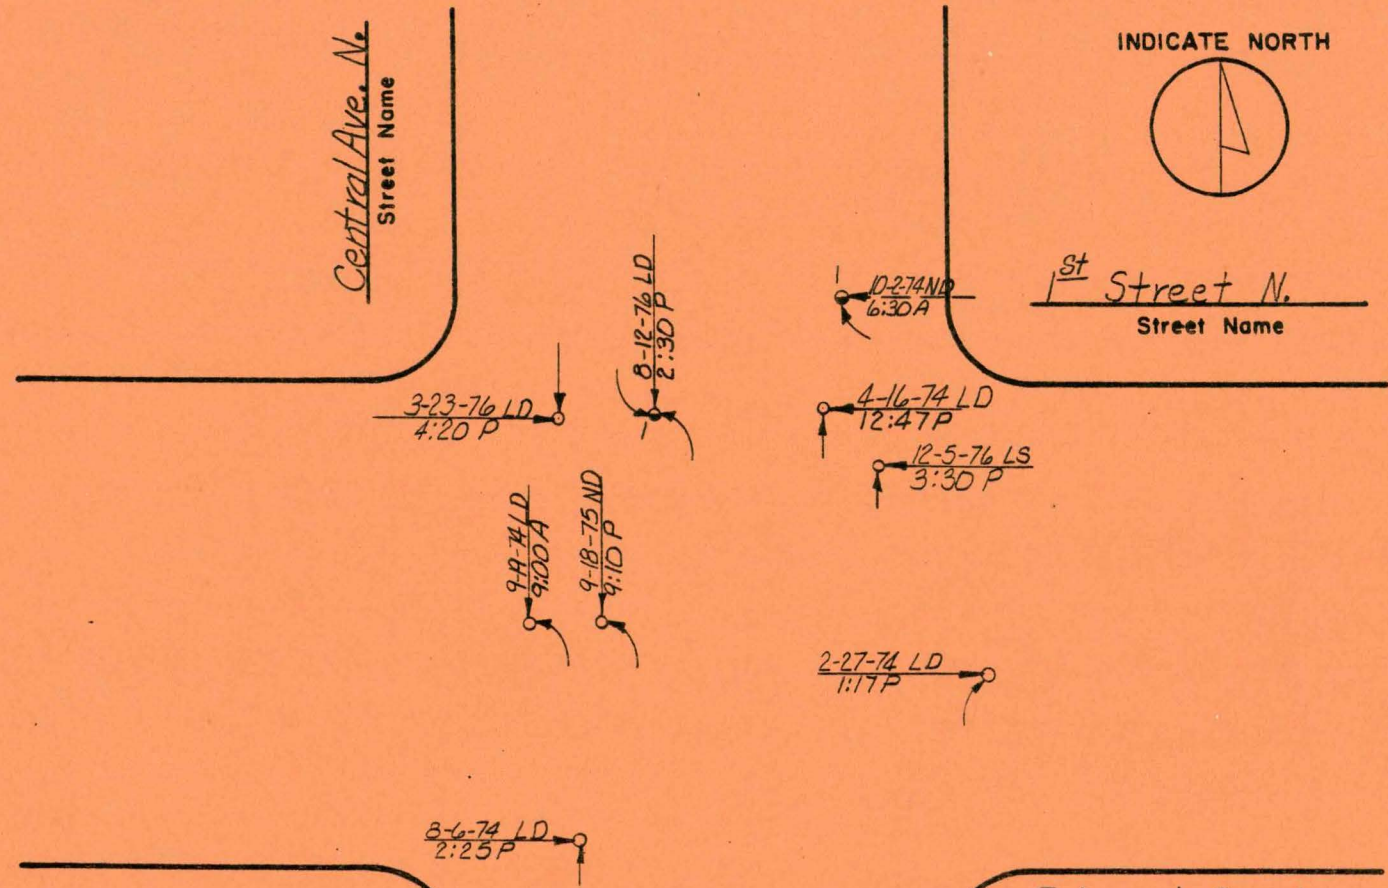 INDICATE NORTH
Central Ave. N.
Street Name
1st Street N.
Street Name
10-2-74 ND
6:30 A
1
8-12-76 LD
2:30 P
1
3-23-76 LD
4:20 P
4-16-74 LD
12:47 P
12-5-76 LS
3:30 P
LD
9:00 A
9-18-75 ND
9:10 P
2-27-74 LD
1:17 P
8-6-74 LD
2:25 P